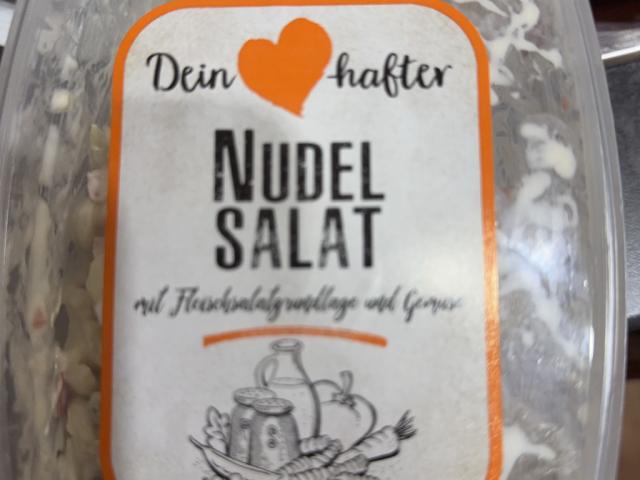 Dein hafter
NUDEL
SALAT
mit Fleischsalatgrundlage und Gemüse